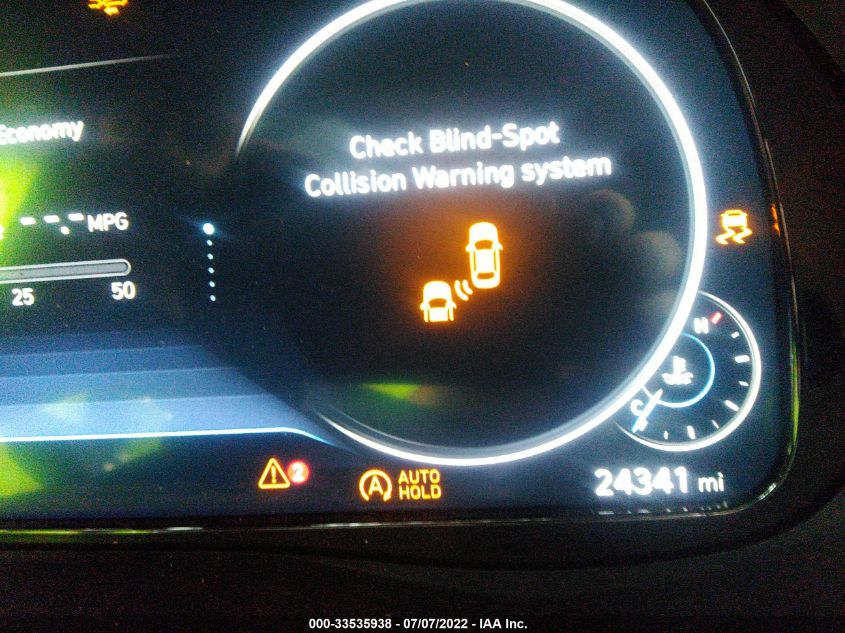 Check Blind-Spot
Collision Warning system
Economy
--.- MPG
25 50
H
C
2
A AUTO
HOLD
24341 mi
000-33535938 - 07/07/2022 - IAA Inc.